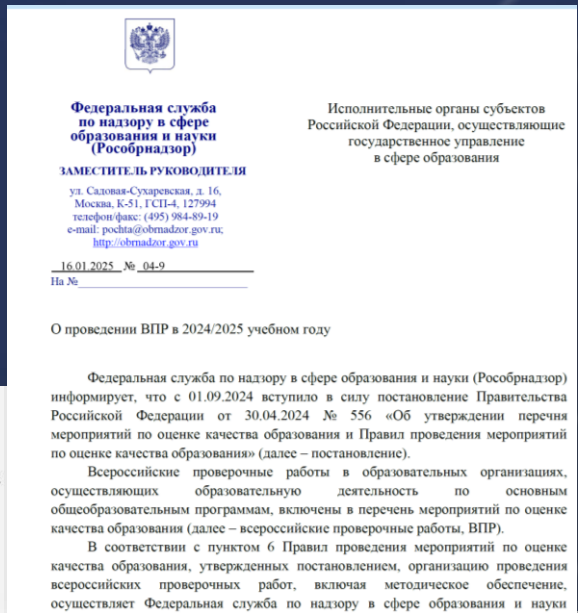 Федеральная служба
по надзору в сфере
образования и науки
(Рособрнадзор)
ЗАМЕСТИТЕЛЬ РУКОВОДИТЕЛЯ
ул. Садовая-Сухаревская, д. 16,
Москва, К-51, ГСП-4, 127994
телефон/факс: (495) 984-89-19
e-mail: pochta@obrnadzor.gov.ru;
http://obrnadzor.gov.ru
16.01.2025 № 04-9
На №
Исполнительные органы субъектов
Российской Федерации, осуществляющие
государственное управление
в сфере образования
О проведении ВПР в 2024/2025 учебном году
Федеральная служба по надзору в сфере образования и науки (Рособрнадзор)
информирует, что с 01.09.2024 вступило в силу постановление Правительства
Российской Федерации от 30.04.2024 № 556 «Об утверждении перечня
мероприятий по оценке качества образования и Правил проведения мероприятий
по оценке качества образования» (далее – постановление).
Всероссийские проверочные работы в образовательных организациях,
осуществляющих образовательную деятельность по основным
общеобразовательным программам, включены в перечень мероприятий по оценке
качества образования (далее – всероссийские проверочные работы, ВПР).
В соответствии с пунктом 6 Правил проведения мероприятий по оценке
качества образования, утвержденных постановлением, организацию проведения
всероссийских проверочных работ, включая методическое обеспечение,
осуществляет Федеральная служба по надзору в сфере образования и науки